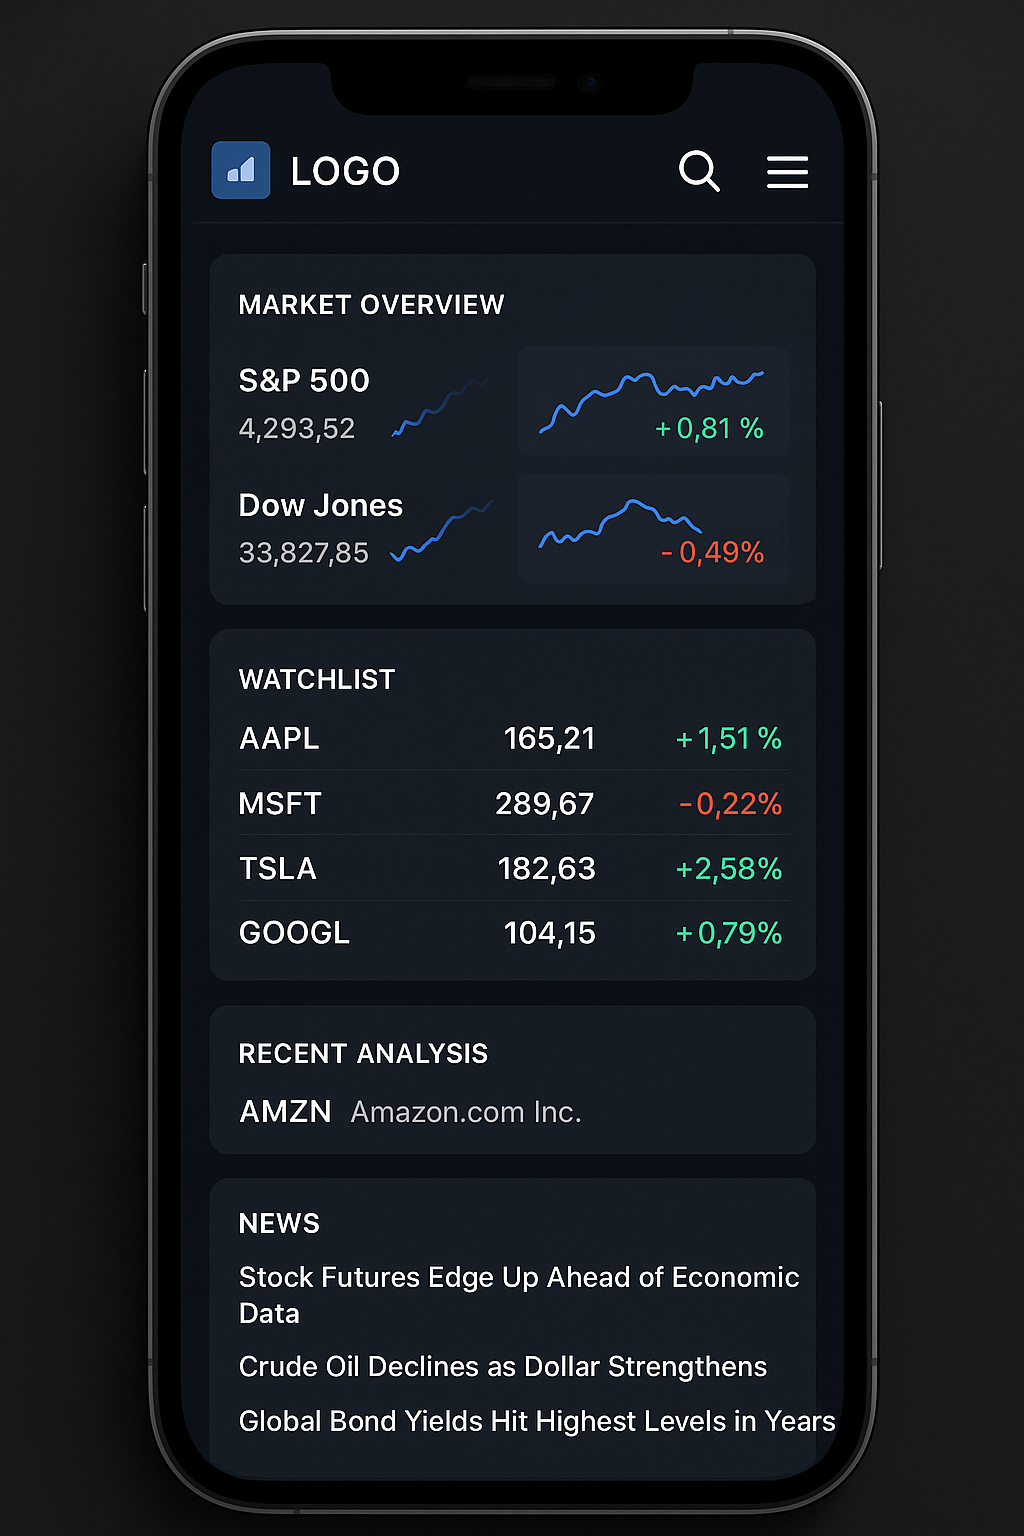 LOGO
MARKET OVERVIEW
S&P 500
4,293,52
+0,81 %
Dow Jones
33,827,85
-0,49%
WATCHLIST
AAPL 165,21 +1,51 %
MSFT 289,67 -0,22%
TSLA 182,63 +2,58%
GOOGL 104,15 +0,79%
RECENT ANALYSIS
AMZN Amazon.com Inc.
NEWS
Stock Futures Edge Up Ahead of Economic
Data
Crude Oil Declines as Dollar Strengthens
Global Bond Yields Hit Highest Levels in Years